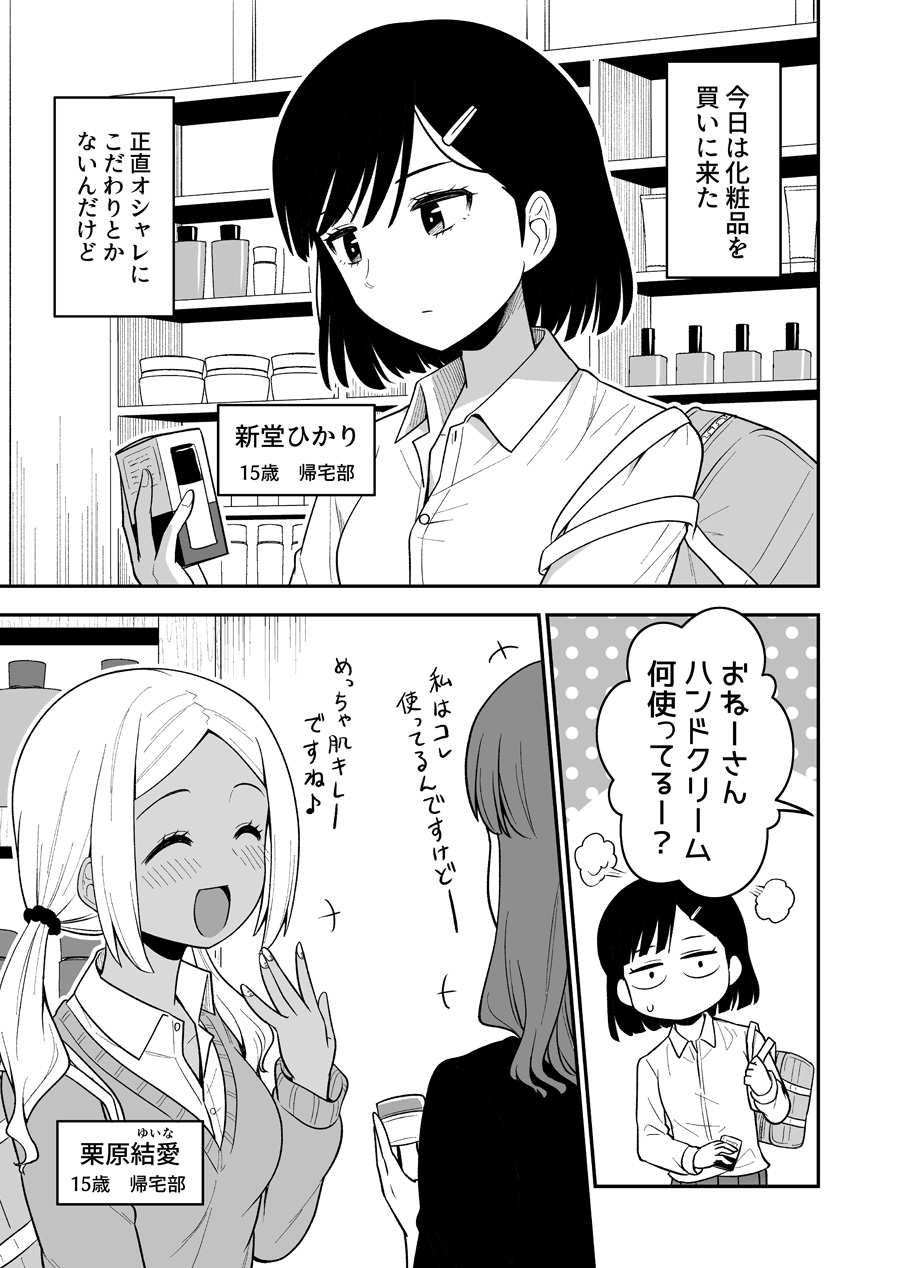 今日は化粧品を
買いに来た
正直オシャレに
こだわりとか
ないんだけど
新堂ひかり
15歳　帰宅部
おねーさん
ハンドクリーム
何使ってるー？
私はコレ
使ってるんですけどー
めっちゃ肌キレー
ですね♪
ゆいな
栗原結愛
15歳　帰宅部